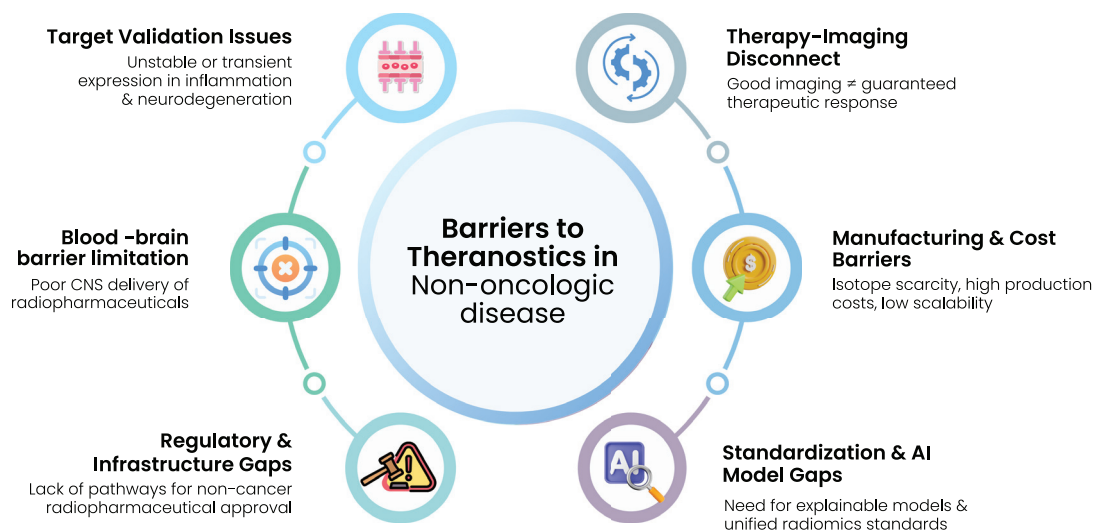 Barriers to
Theranostics in
Non-oncologic
disease
Target Validation Issues
Unstable or transient
expression in inflammation
& neurodegeneration
Blood -brain
barrier limitation
Poor CNS delivery of
radiopharmaceuticals
Regulatory &
Infrastructure Gaps
Lack of pathways for non-cancer
radiopharmaceutical approval
Therapy-Imaging
Disconnect
Good imaging ≠ guaranteed
therapeutic response
$
Manufacturing & Cost
Barriers
Isotope scarcity, high production
costs, low scalability
AI
Standardization & AI
Model Gaps
Need for explainable models &
unified radiomics standards